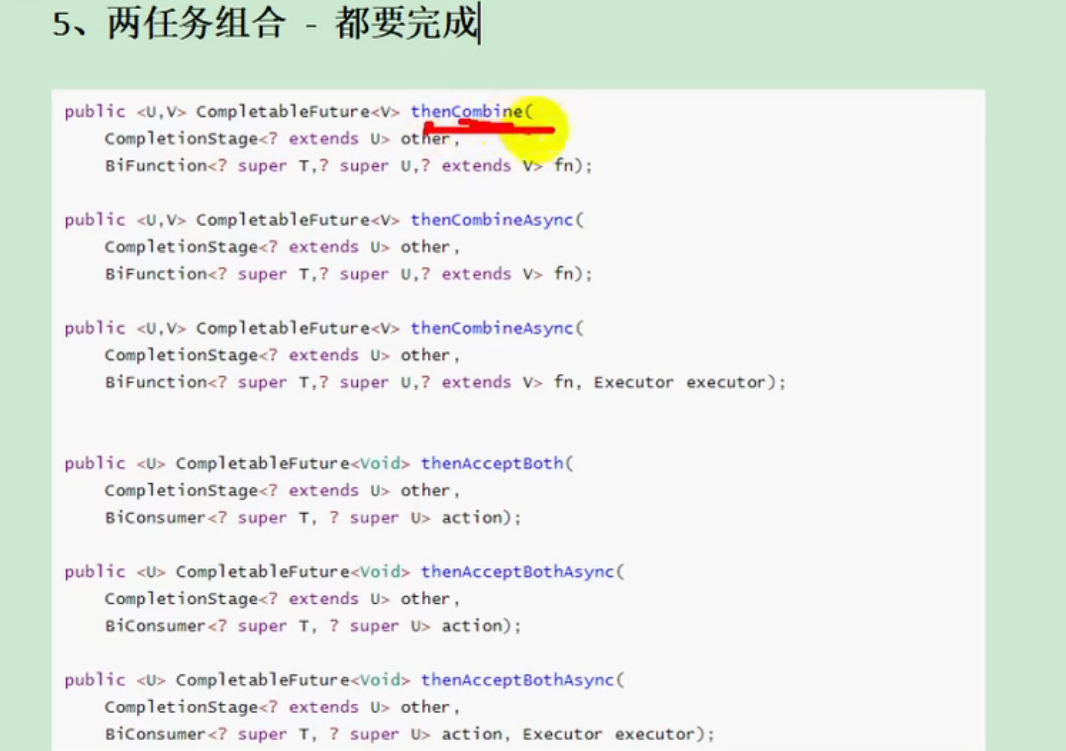 5、两任务组合 - 都要完成
public <U,V> CompletableFuture<V> thenCombine(
CompletionStage<? extends U> other,
BiFunction<? super T,? super U,? extends V> fn);
public <U,V> CompletableFuture<V> thenCombineAsync(
CompletionStage<? extends U> other,
BiFunction<? super T,? super U,? extends V> fn);
public <U,V> CompletableFuture<V> thenCombineAsync(
CompletionStage<? extends U> other,
BiFunction<? super T,? super U,? extends V> fn, Executor executor);
public <U> CompletableFuture<Void> thenAcceptBoth(
CompletionStage<? extends U> other,
BiConsumer<? super T, ? super U> action);
public <U> CompletableFuture<Void> thenAcceptBothAsync(
CompletionStage<? extends U> other,
BiConsumer<? super T, ? super U> action);
public <U> CompletableFuture<Void> thenAcceptBothAsync(
CompletionStage<? extends U> other,
BiConsumer<? super T, ? super U> action, Executor executor);